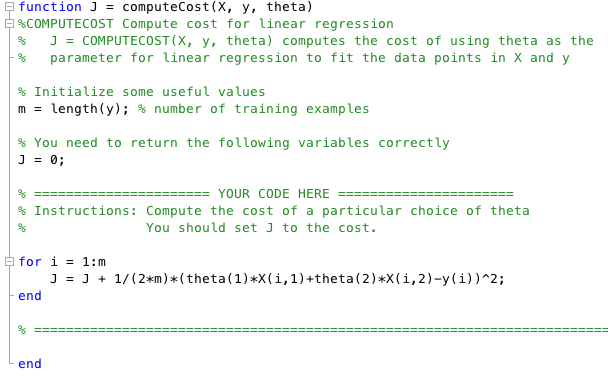 function J = computeCost(X, y, theta)
%COMPUTECOST Compute cost for linear regression
%   J = COMPUTECOST(X, y, theta) computes the cost of using theta as the
%   parameter for linear regression to fit the data points in X and y
% Initialize some useful values
m = length(y); % number of training examples
% You need to return the following variables correctly
J = 0;
% ====================== YOUR CODE HERE ======================
% Instructions: Compute the cost of a particular choice of theta
%               You should set J to the cost.
for i = 1:m
    J = J + 1/(2*m)*(theta(1)*X(i,1)+theta(2)*X(i,2)-y(i))^2;
end
% =========================================================================
end